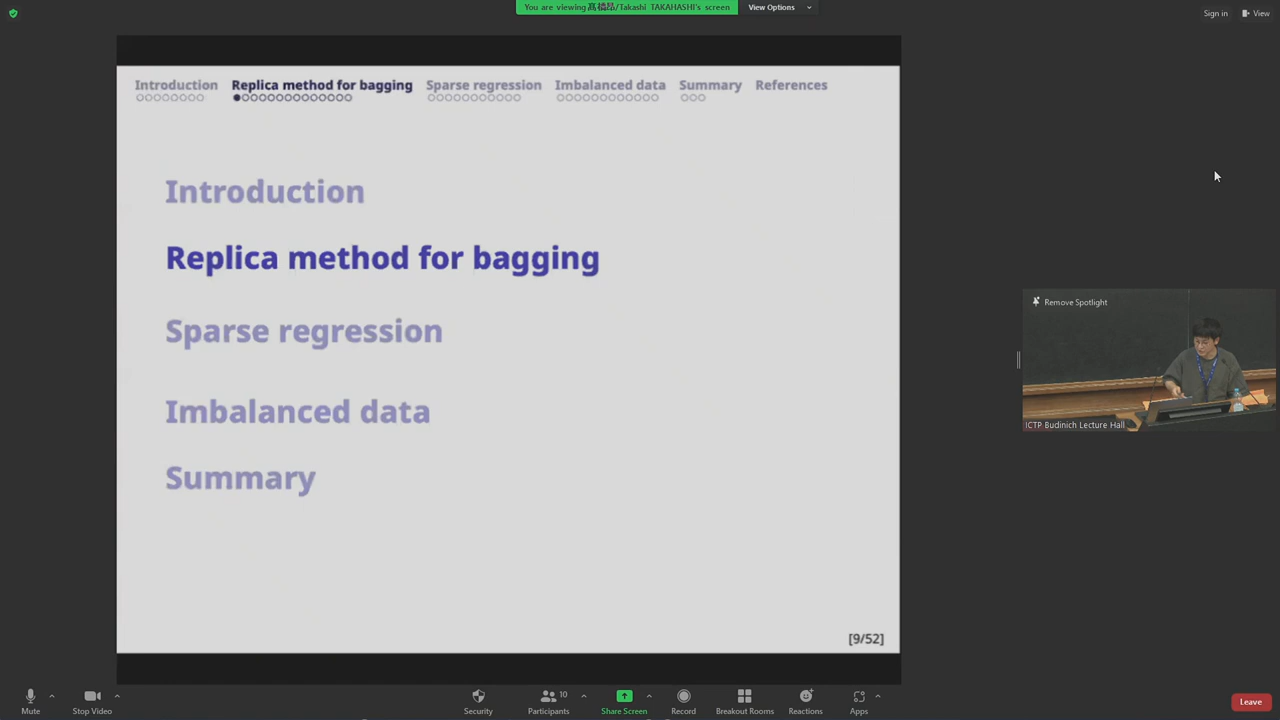 You are viewing 髙橋昂/Takashi TAKAHASHI's screen
View Options
Sign in
View
Introduction
Replica method for bagging
Sparse regression
Imbalanced data
Summary
References
Introduction
Replica method for bagging
Sparse regression
Imbalanced data
Summary
[9/52]
Remove Spotlight
ICTP Budinich Lecture Hall
Mute
Stop Video
Security
Participants
10
Share Screen
Record
Breakout Rooms
Reactions
Apps
Leave